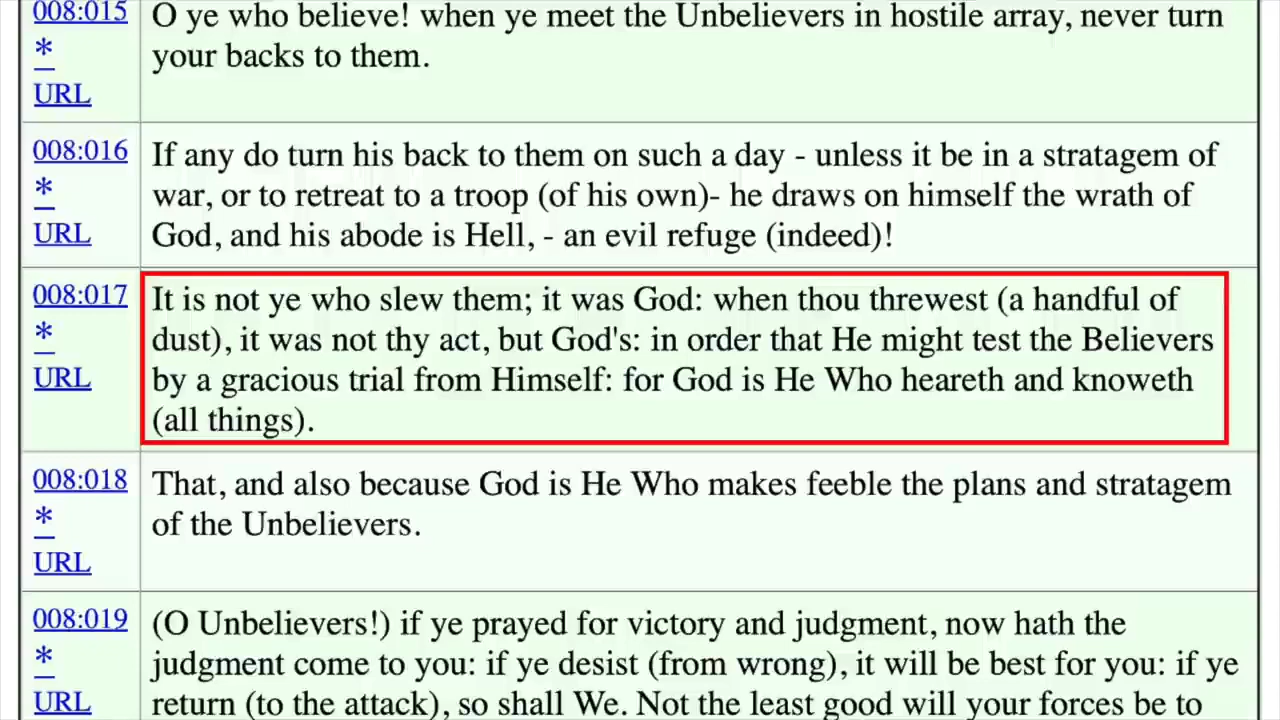 008:015 O ye who believe! when ye meet the Unbelievers in hostile array, never turn
* your backs to them.
URL
008:016 If any do turn his back to them on such a day - unless it be in a stratagem of
* war, or to retreat to a troop (of his own)- he draws on himself the wrath of
URL God, and his abode is Hell, - an evil refuge (indeed)!
008:017 It is not ye who slew them; it was God: when thou threwest (a handful of
* dust), it was not thy act, but God's: in order that He might test the Believers
URL by a gracious trial from Himself: for God is He Who heareth and knoweth
(all things).
008:018 That, and also because God is He Who makes feeble the plans and stratagem
* of the Unbelievers.
URL
008:019 (O Unbelievers!) if ye prayed for victory and judgment, now hath the
* judgment come to you: if ye desist (from wrong), it will be best for you: if ye
URL return (to the attack), so shall We. Not the least good will your forces be to